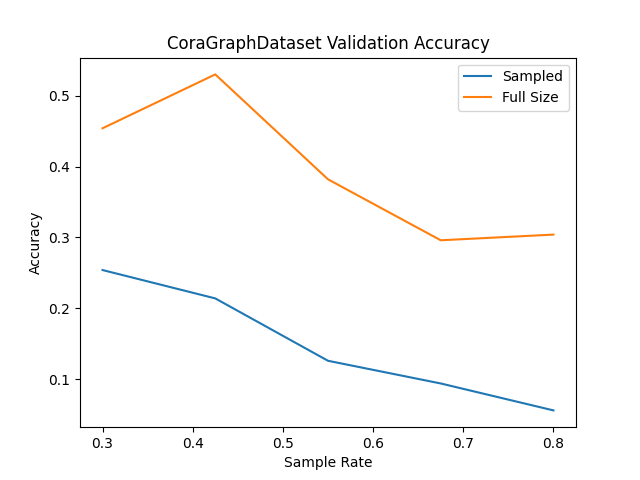 CoraGraphDataset Validation Accuracy
Sampled
Full Size
Accuracy
0.5
0.4
0.3
0.2
0.1
0.3 0.4 0.5 0.6 0.7 0.8
Sample Rate